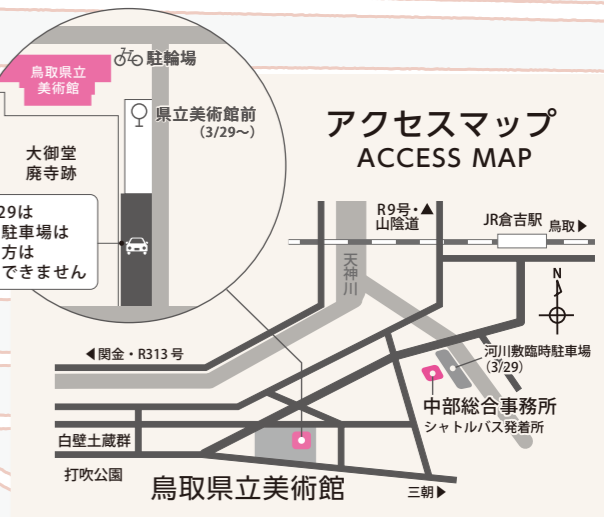 駐輪場
鳥取県立
美術館
県立美術館前
(3/29〜)
大御堂
廃寺跡
29は
駐車場は
方は
できません
アクセスマップ
ACCESS MAP
R9号・▲
山陰道
JR倉吉駅
鳥取▶
天神川
N
◀関金・R313号
河川敷臨時駐車場
(3/29)
中部総合事務所
シャトルバス発着所
白壁土蔵群
打吹公園
鳥取県立美術館
三朝▶